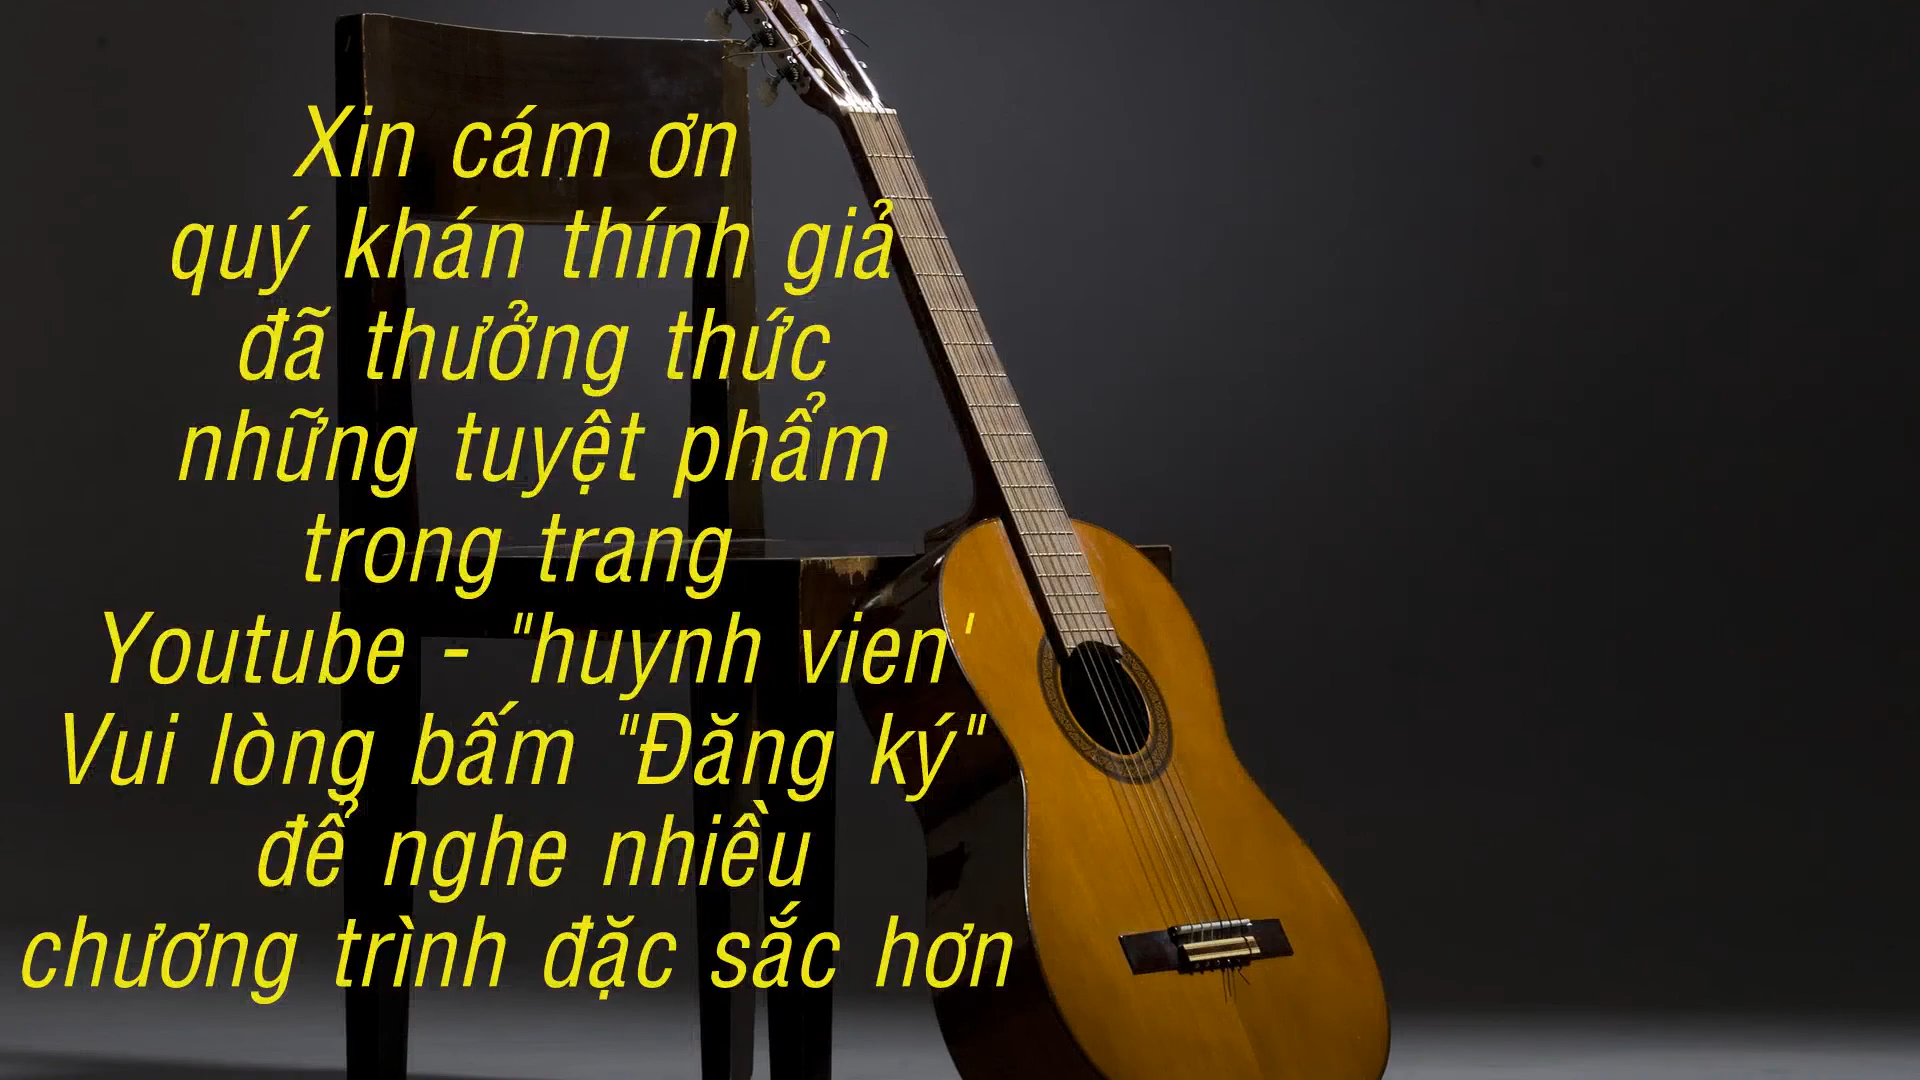 Xin cám ơn
quý khán thính giả
đã thưởng thức
những tuyệt phẩm
trong trang
Youtube - "huynh vien'
Vui lòng bấm "Đăng ký"
để nghe nhiều
chương trình đặc sắc hơn